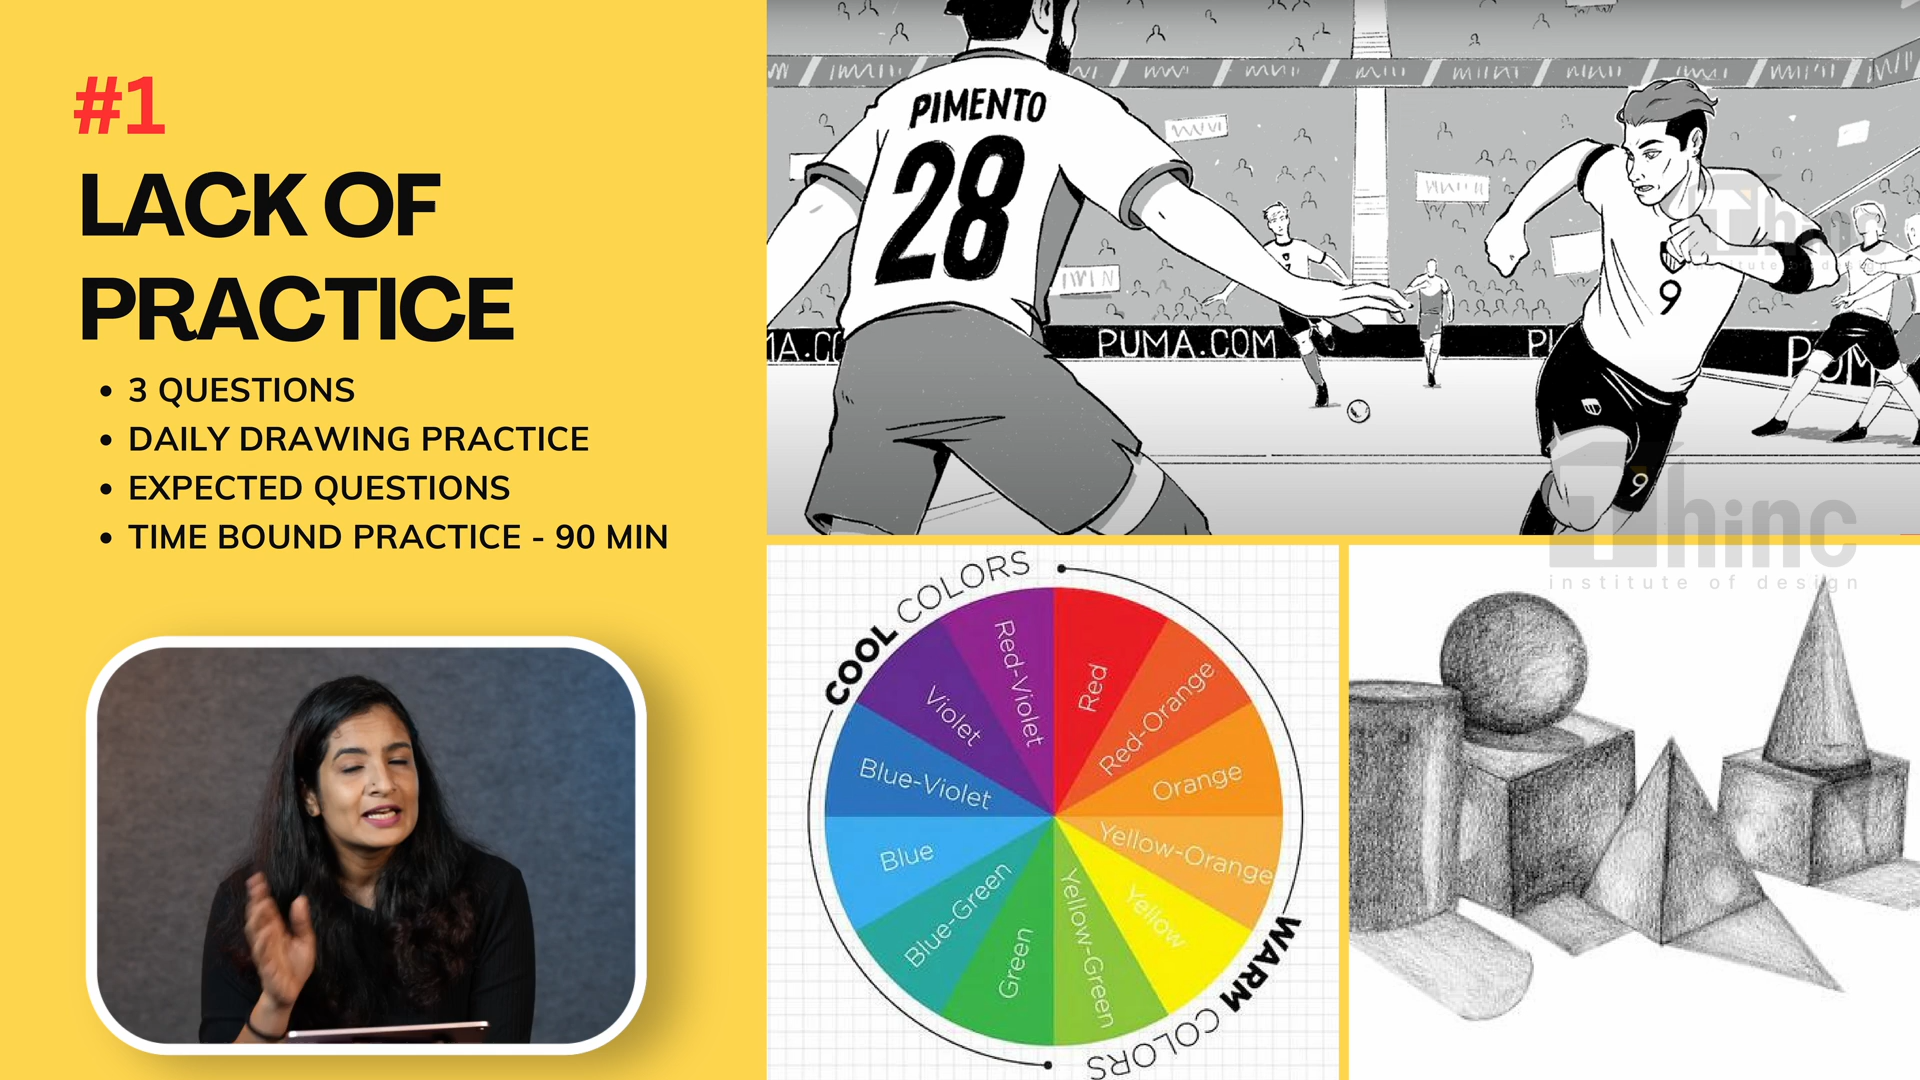 #1
LACK OF
PRACTICE
3 QUESTIONS
DAILY DRAWING PRACTICE
EXPECTED QUESTIONS
TIME BOUND PRACTICE - 90 MIN
PIMENTO
28
9
9
PUMA.COM
Thinc
institute of design
COOL COLORS
Red-Violet
Red
Violet
Red-Orange
Blue-Violet
Orange
Blue
Yellow-Orange
Blue-Green
Yellow
Green
Yellow-Green
WARM COLORS